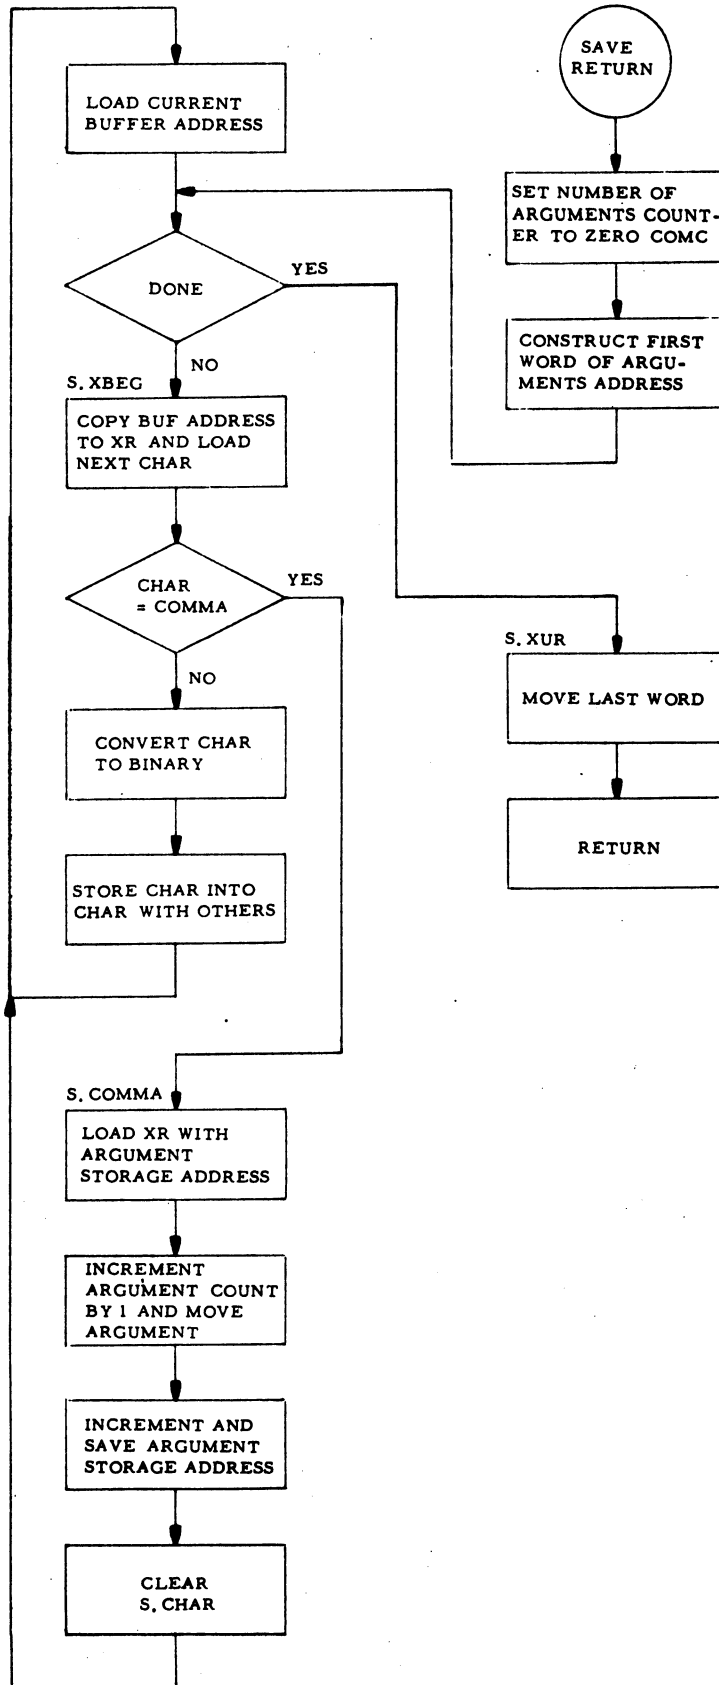 SAVE
RETURN
SET NUMBER OF
ARGUMENTS COUNT-
ER TO ZERO COMC
CONSTRUCT FIRST
WORD OF ARGU-
MENTS ADDRESS
LOAD CURRENT
BUFFER ADDRESS
DONE
YES
NO
S. XBEG
COPY BUF ADDRESS
TO XR AND LOAD
NEXT CHAR
CHAR
= COMMA
YES
NO
CONVERT CHAR
TO BINARY
STORE CHAR INTO
CHAR WITH OTHERS
S. XUR
MOVE LAST WORD
RETURN
S. COMMA
LOAD XR WITH
ARGUMENT
STORAGE ADDRESS
INCREMENT
ARGUMENT COUNT
BY 1 AND MOVE
ARGUMENT
INCREMENT AND
SAVE ARGUMENT
STORAGE ADDRESS
CLEAR
S. CHAR